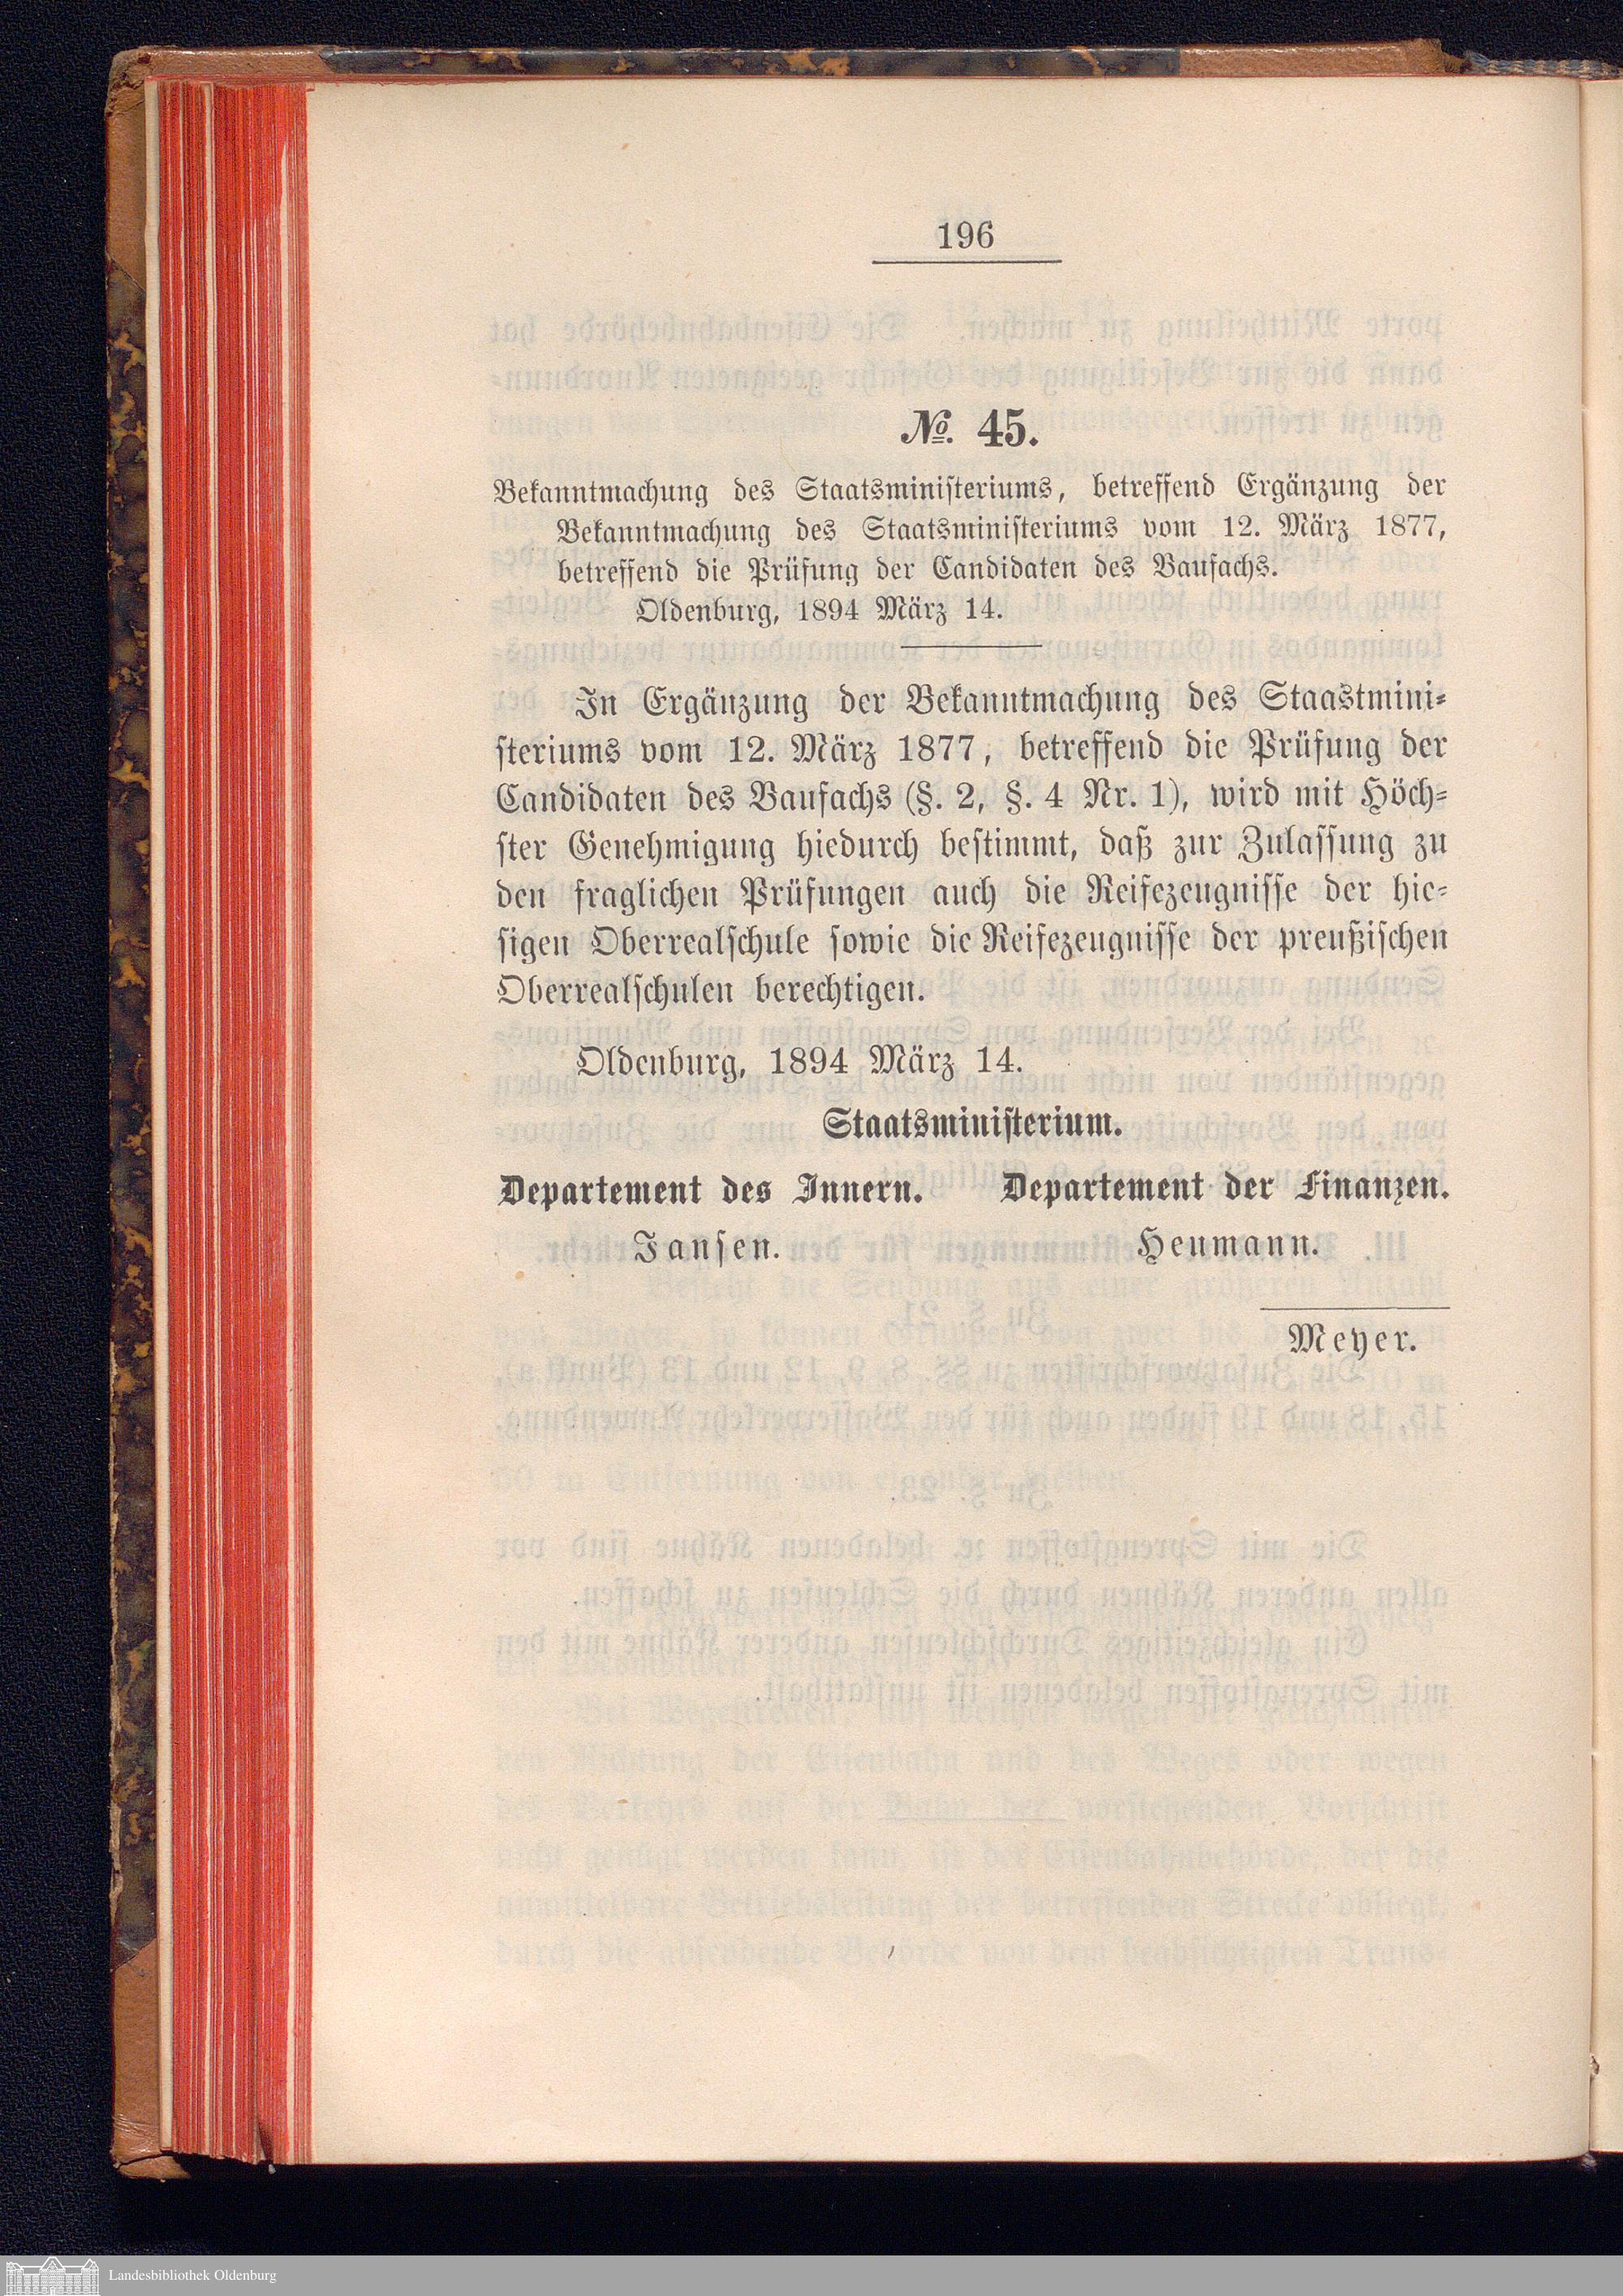 196
No. 45.
Bekanntmachung des Staatsministeriums, betreffend Ergänzung der
Bekanntmachung des Staatsministeriums vom 12. März 1877,
betreffend die Prüfung der Candidaten des Baufachs.
Oldenburg, 1894 März 14.
In Ergänzung der Bekanntmachung des Staastmini-
steriums vom 12. März 1877, betreffend die Prüfung der
Candidaten des Baufachs (§. 2, §. 4 Nr. 1), wird mit Höch-
ster Genehmigung hiedurch bestimmt, daß zur Zulassung zu
den fraglichen Prüfungen auch die Reifezeugnisse der hie-
sigen Oberrealschule sowie die Reifezeugnisse der preußischen
Oberrealschulen berechtigen.
Oldenburg, 1894 März 14.
Staatsministerium.
Departement des Innern. Departement der Finanzen.
Jansen. Heumann.
Meyer.
Landesbibliothek Oldenburg